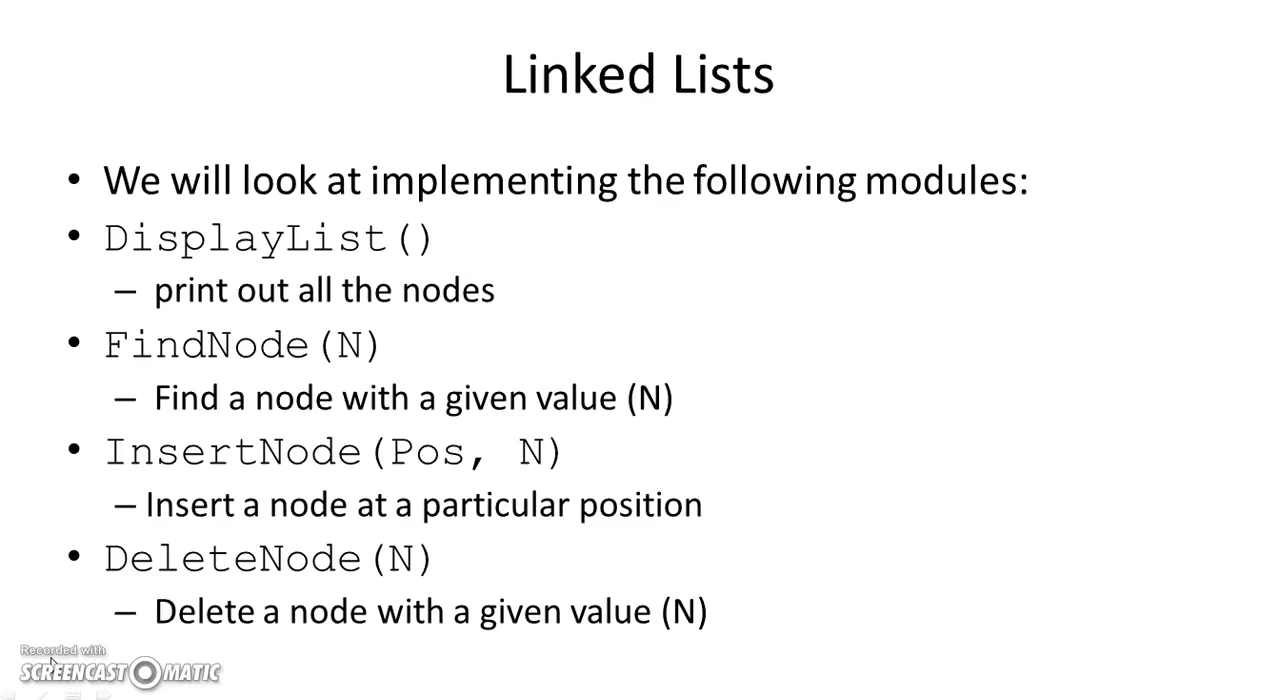 Linked Lists
• We will look at implementing the following modules:
• DisplayList()
– print out all the nodes
• FindNode(N)
– Find a node with a given value (N)
• InsertNode(Pos, N)
– Insert a node at a particular position
• DeleteNode(N)
– Delete a node with a given value (N)
Recorded with
SCREENCAST MATIC